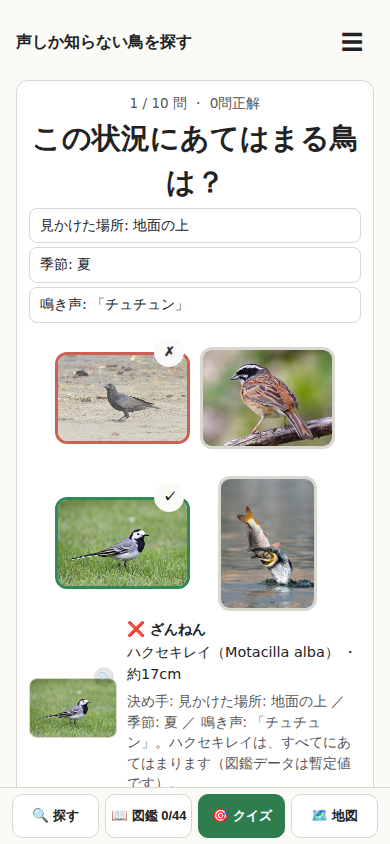 声しか知らない鳥を探す
☰
1 / 10 問 ・ 0問正解
この状況にあてはまる鳥
は？
見かけた場所: 地面の上
季節: 夏
鳴き声: 「チュチュン」
✗
✓
❌ ざんねん
ハクセキレイ（Motacilla alba） ・
約17cm
決め手: 見かけた場所: 地面の上 ／
季節: 夏 ／ 鳴き声: 「チュチュ
ン」。ハクセキレイは、すべてにあ
てはまります（図鑑データは暫定値
です）。
🔍 探す
📖 図鑑 0/44
🎯 クイズ
🗺️ 地図